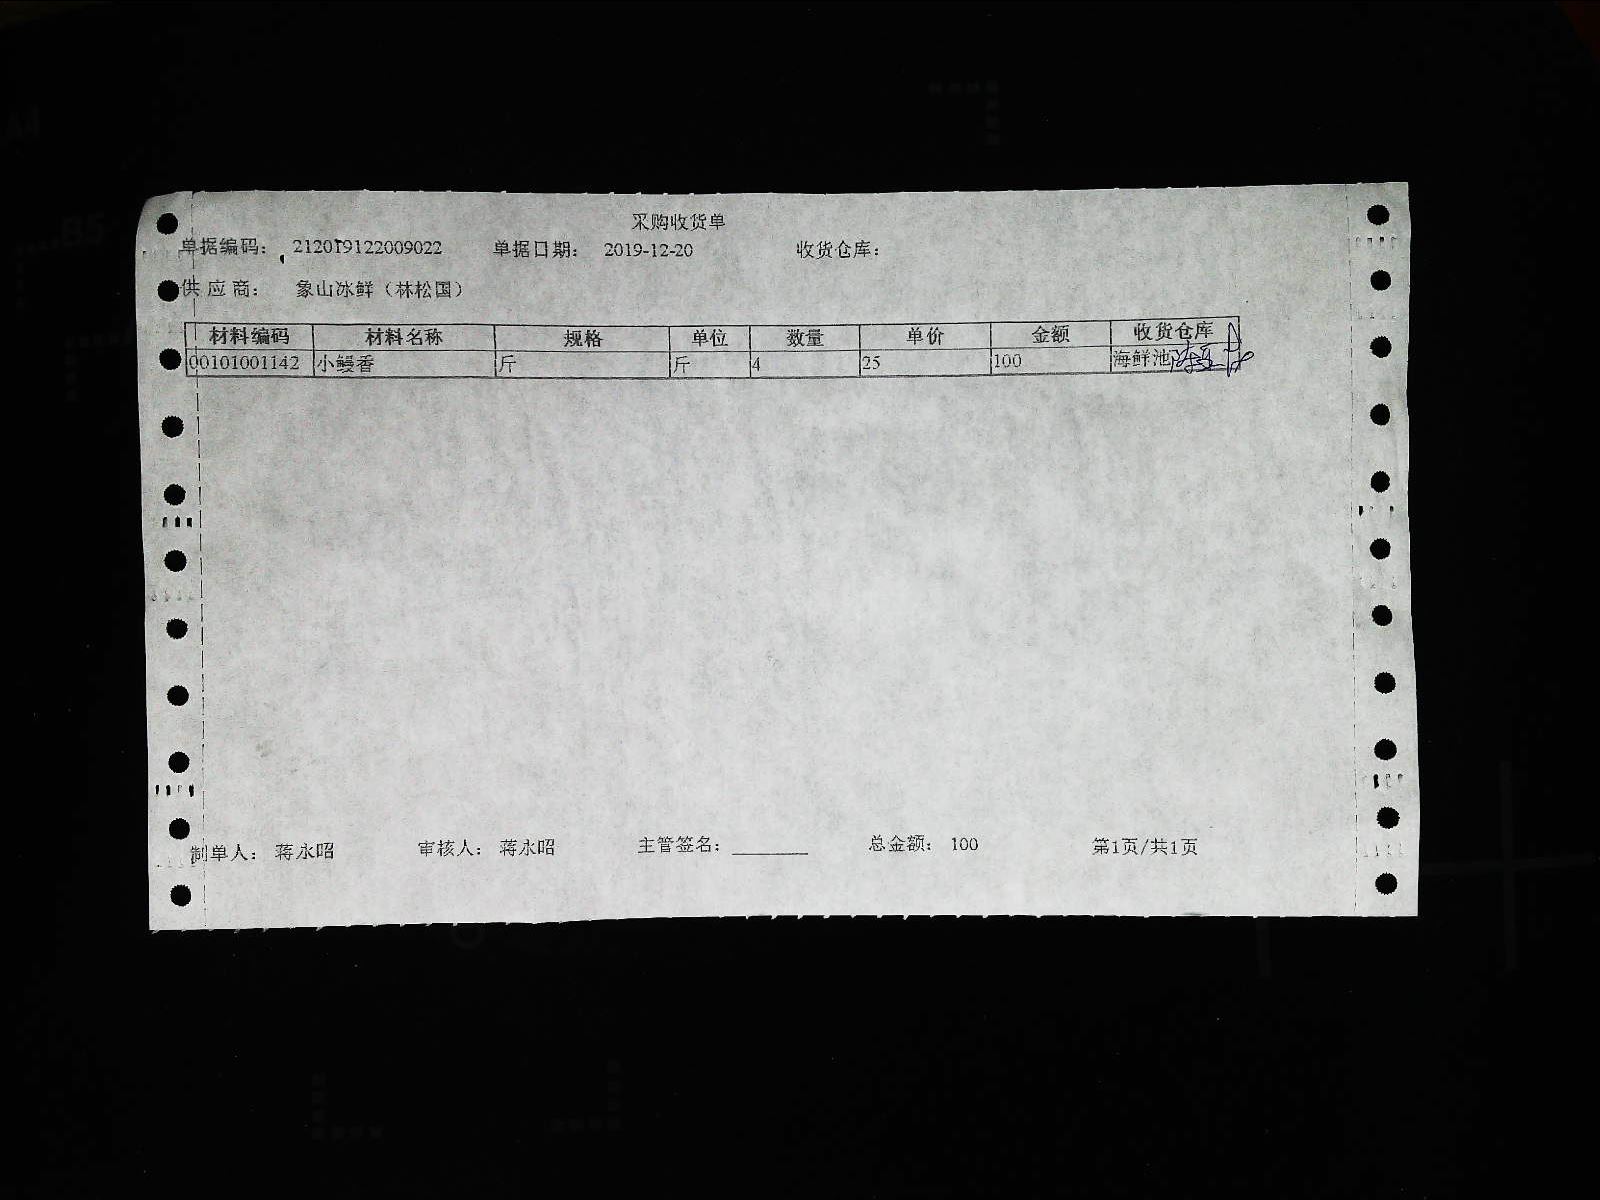 采购收货单
单据编码： 212019122009022 单据日期： 2019-12-20 收货仓库：
供 应 商： 象山冰鲜（林松国）
材料编码 材料名称 规格 单位 数量 单价 金额 收货仓库
00101001142 小鳗香 斤 斤 4 25 100 海鲜池
制单人： 蒋永昭 审核人： 蒋永昭 主管签名： 总金额： 100 第1页/共1页